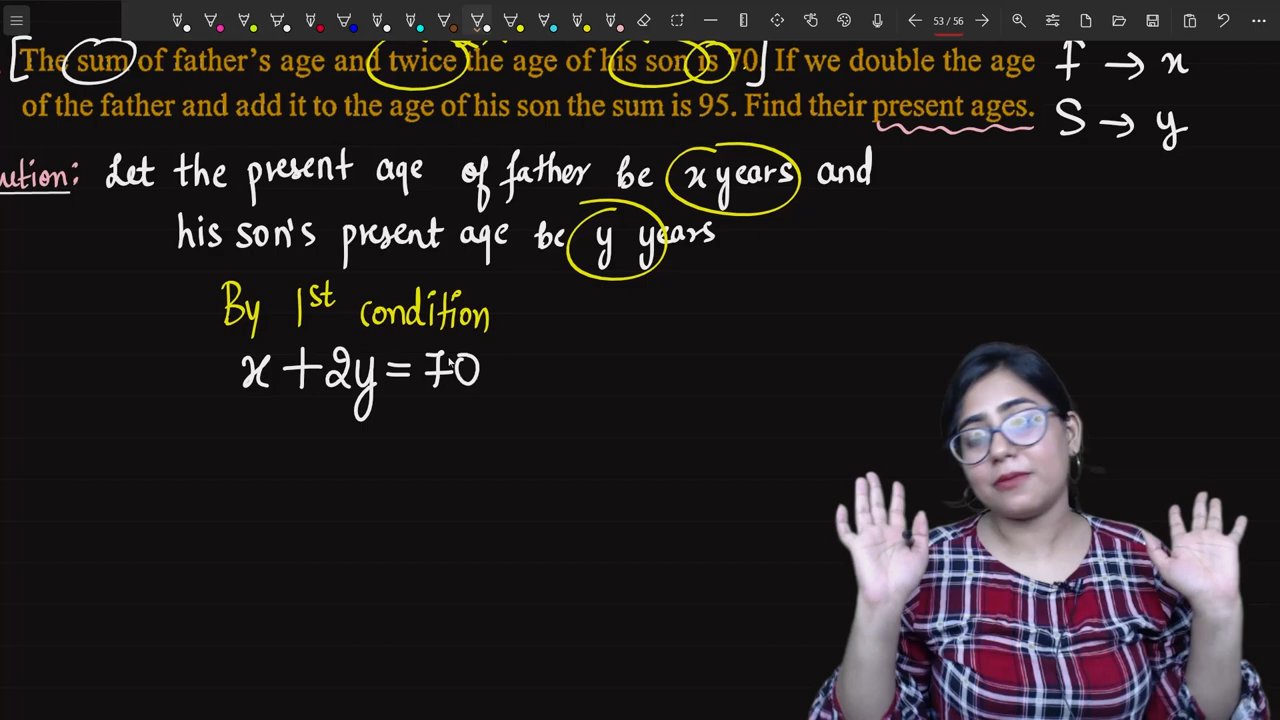 53 / 56
[The sum of father's age and twice the age of his son is 70.] If we double the age
of the father and add it to the age of his son the sum is 95. Find their present ages.
f → x
S → y
ution: Let the present age of father be x years and
his son's present age be y years
By 1st condition
x + 2y = 70